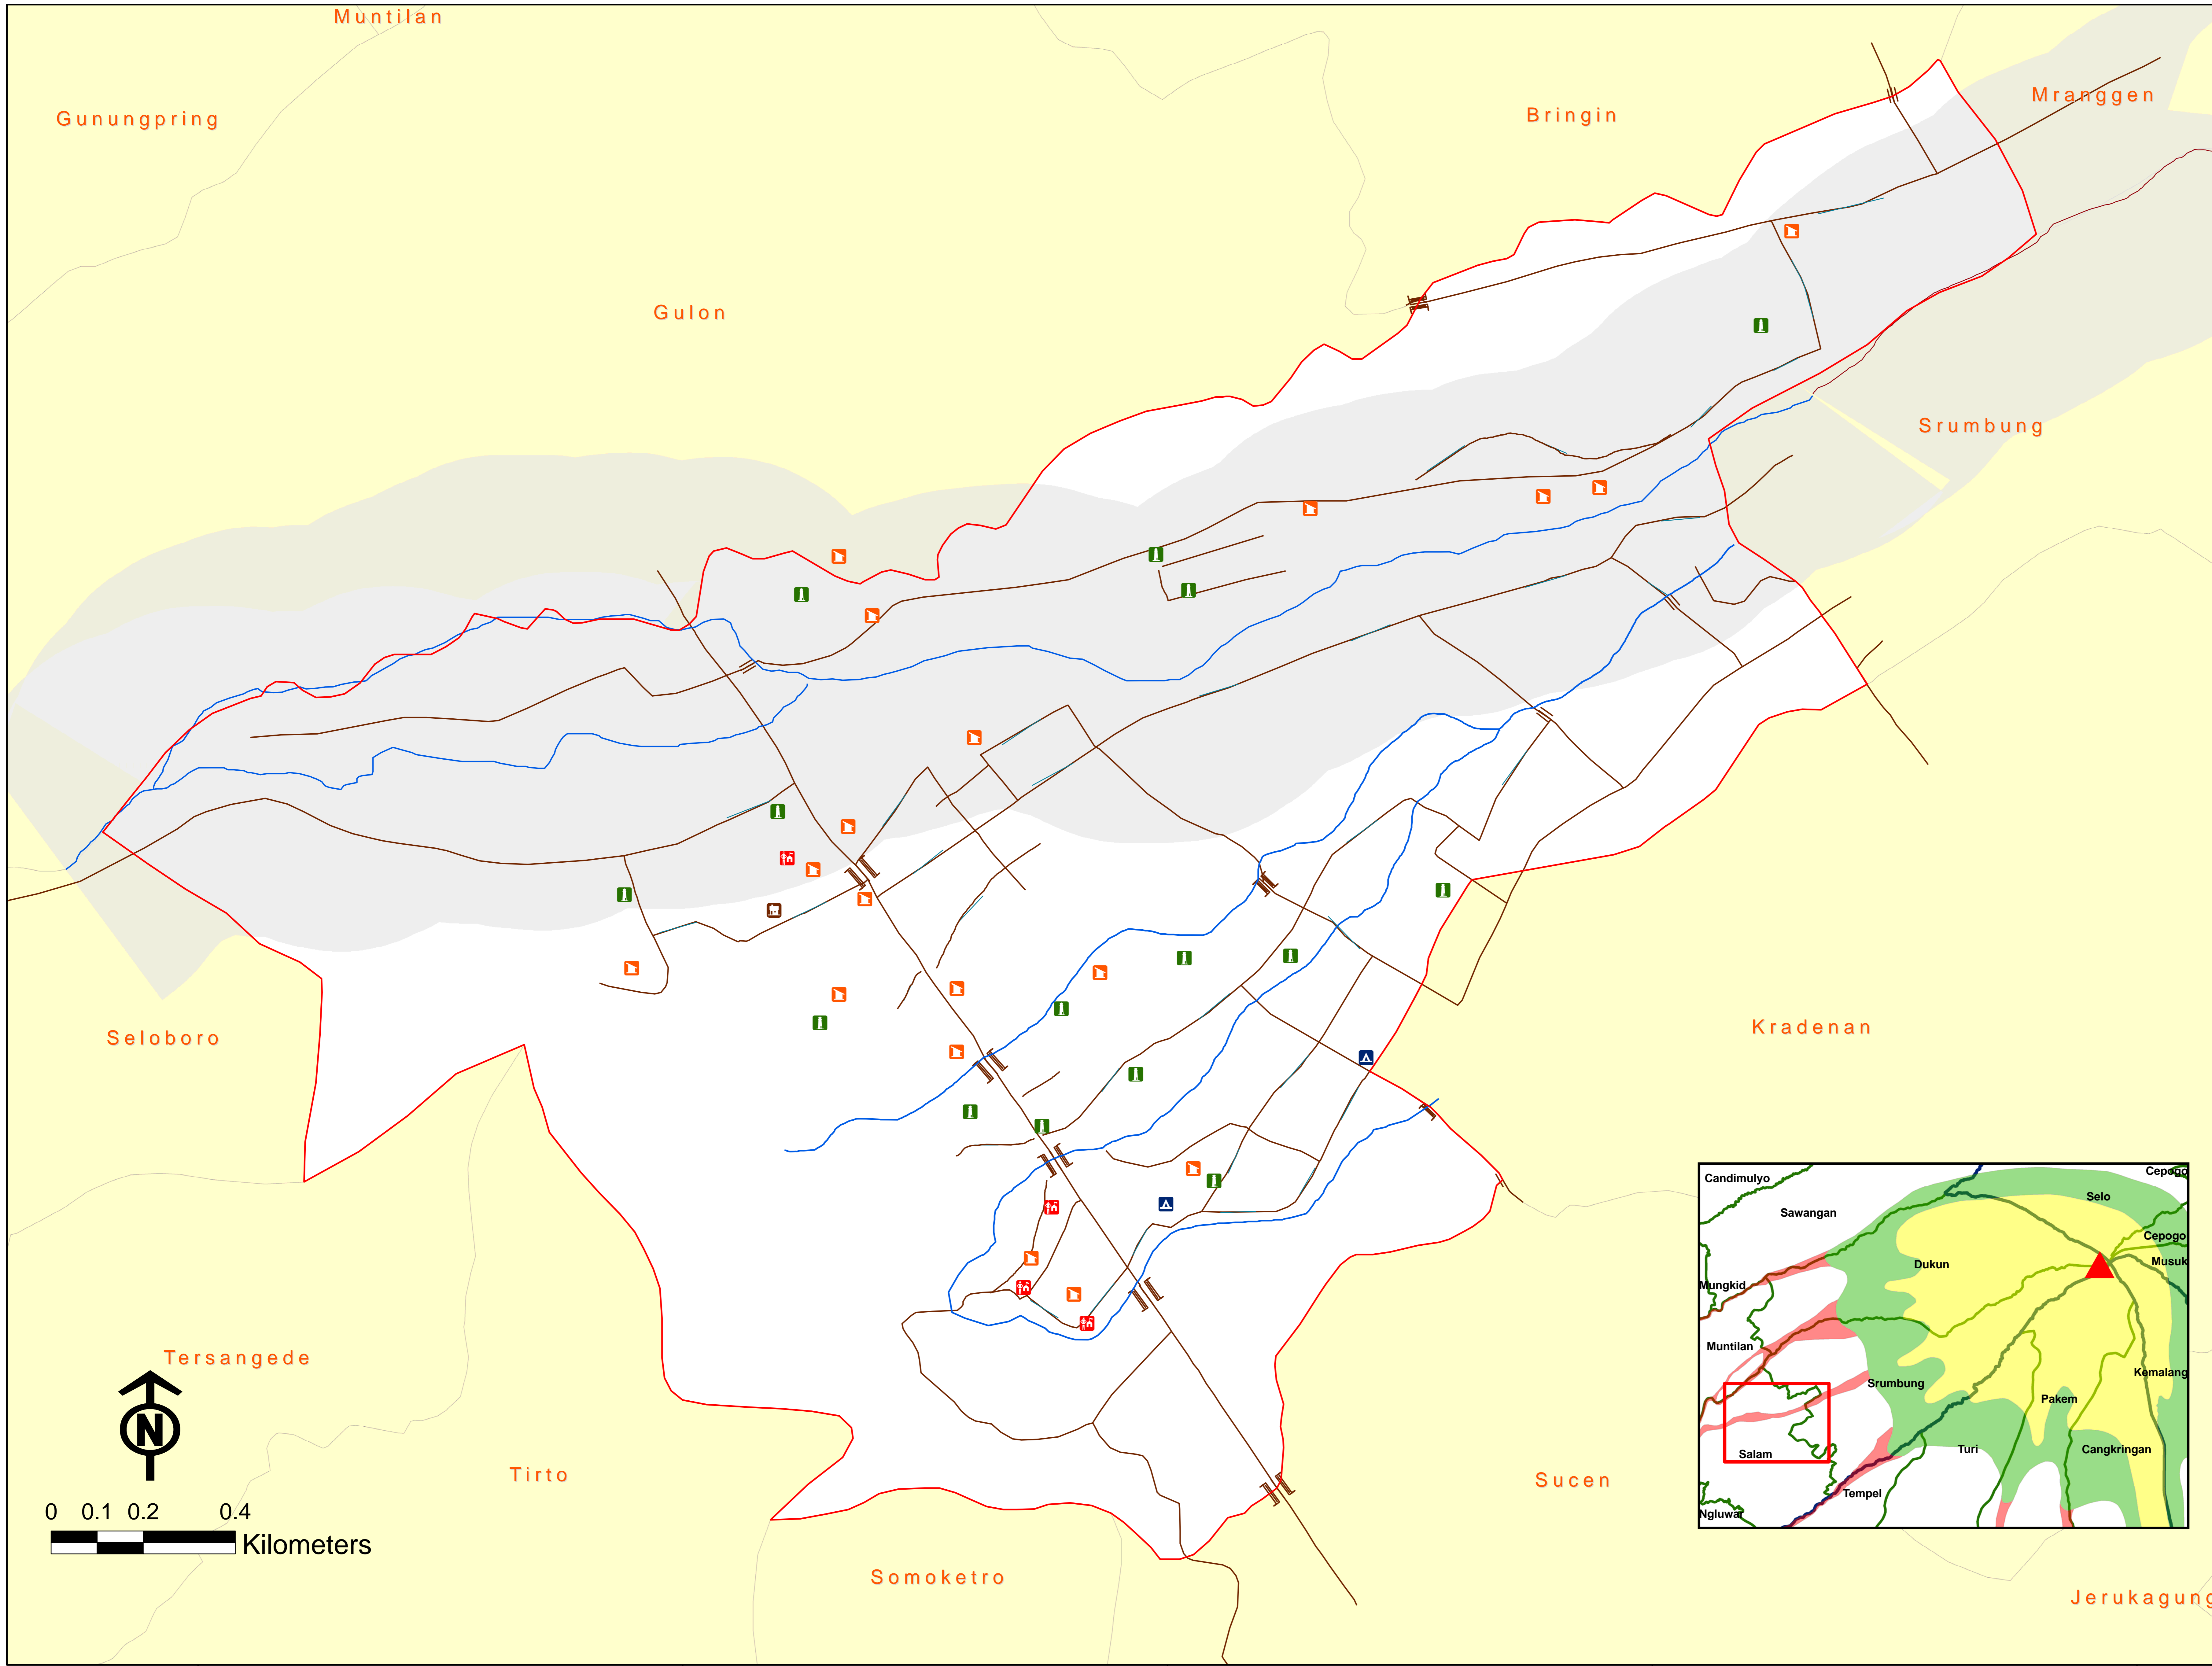 Muntilan
Gunungpring
Bringin
Mranggen
Gulon
Srumbung
Seloboro
Kradenan
Tersangede
Tirto
Sucen
Somoketro
Jerukagung
N
0 0.1 0.2 0.4
Kilometers
Candimulyo
Cepogo
Selo
Sawangan
Cepogo
Musuk
Dukun
Mungkid
Muntilan
Kemalang
Srumbung
Pakem
Salam
Turi
Cangkringan
Tempel
Ngluwar